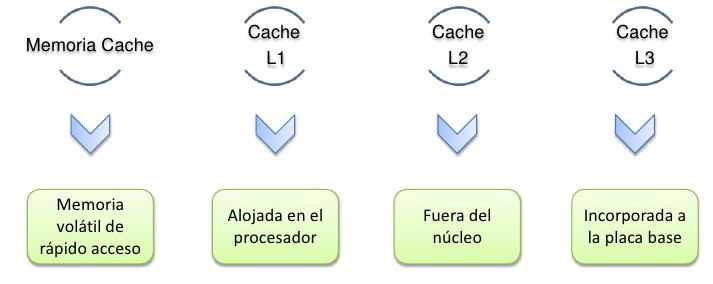 Memoria Cache
Cache
L1
Cache
L2
Cache
L3
Memoria
volátil de
rápido acceso
Alojada en el
procesador
Fuera del
núcleo
Incorporada a
la placa base